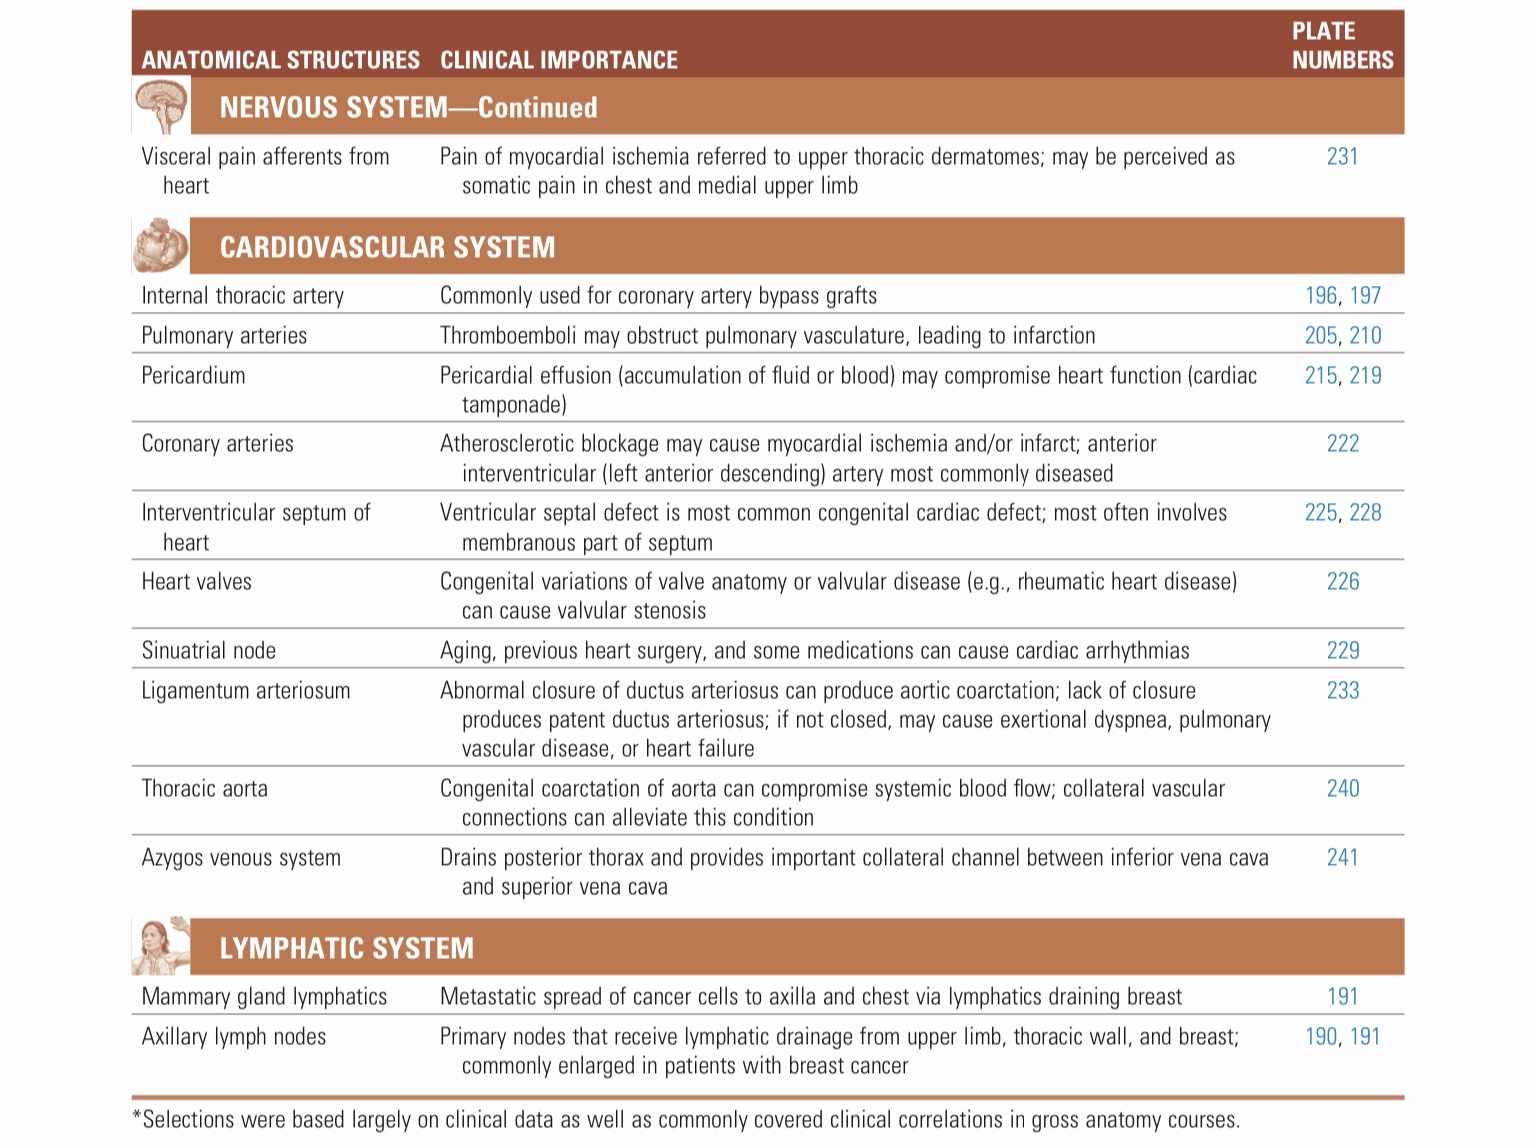 ANATOMICAL STRUCTURES CLINICAL IMPORTANCE PLATE NUMBERS
NERVOUS SYSTEM—Continued
Visceral pain afferents from Pain of myocardial ischemia referred to upper thoracic dermatomes; may be perceived as 231
heart somatic pain in chest and medial upper limb
CARDIOVASCULAR SYSTEM
Internal thoracic artery Commonly used for coronary artery bypass grafts 196, 197
Pulmonary arteries Thromboemboli may obstruct pulmonary vasculature, leading to infarction 205, 210
Pericardium Pericardial effusion (accumulation of fluid or blood) may compromise heart function (cardiac 215, 219
tamponade)
Coronary arteries Atherosclerotic blockage may cause myocardial ischemia and/or infarct; anterior 222
interventricular (left anterior descending) artery most commonly diseased
Interventricular septum of Ventricular septal defect is most common congenital cardiac defect; most often involves 225, 228
heart membranous part of septum
Heart valves Congenital variations of valve anatomy or valvular disease (e.g., rheumatic heart disease) 226
can cause valvular stenosis
Sinuatrial node Aging, previous heart surgery, and some medications can cause cardiac arrhythmias 229
Ligamentum arteriosum Abnormal closure of ductus arteriosus can produce aortic coarctation; lack of closure 233
produces patent ductus arteriosus; if not closed, may cause exertional dyspnea, pulmonary
vascular disease, or heart failure
Thoracic aorta Congenital coarctation of aorta can compromise systemic blood flow; collateral vascular 240
connections can alleviate this condition
Azygos venous system Drains posterior thorax and provides important collateral channel between inferior vena cava 241
and superior vena cava
LYMPHATIC SYSTEM
Mammary gland lymphatics Metastatic spread of cancer cells to axilla and chest via lymphatics draining breast 191
Axillary lymph nodes Primary nodes that receive lymphatic drainage from upper limb, thoracic wall, and breast; 190, 191
commonly enlarged in patients with breast cancer
*Selections were based largely on clinical data as well as commonly covered clinical correlations in gross anatomy courses.